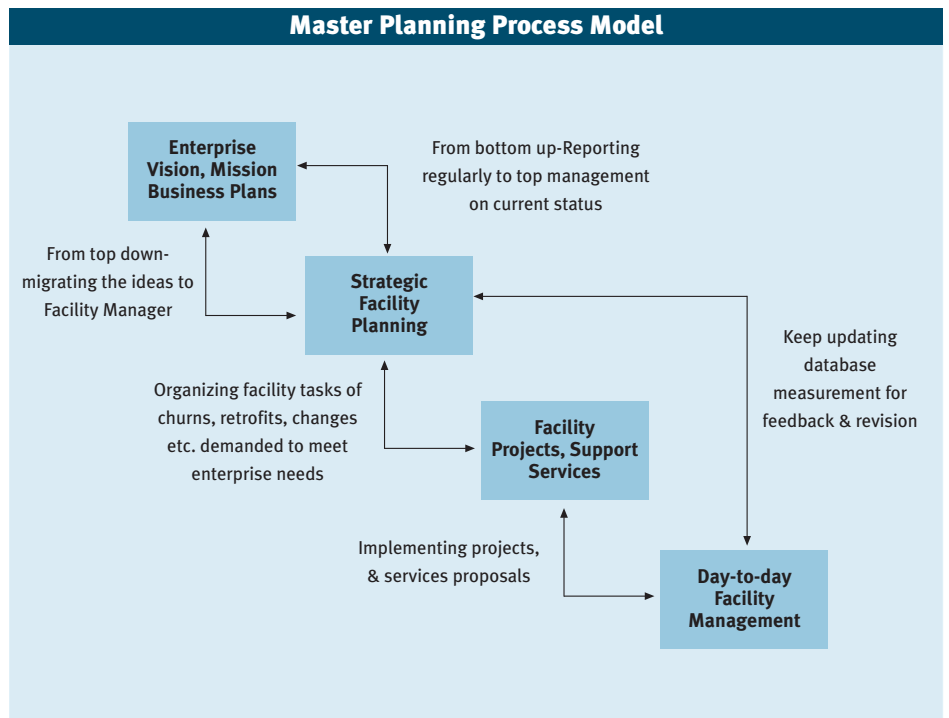 Master Planning Process Model
Enterprise
Vision, Mission
Business Plans
From bottom up-Reporting
regularly to top management
on current status
From top down-
migrating the ideas to
Facility Manager
Strategic
Facility
Planning
Keep updating
database
measurement for
feedback & revision
Organizing facility tasks of
churns, retrofits, changes
etc. demanded to meet
enterprise needs
Facility
Projects, Support
Services
Implementing projects,
& services proposals
Day-to-day
Facility
Management